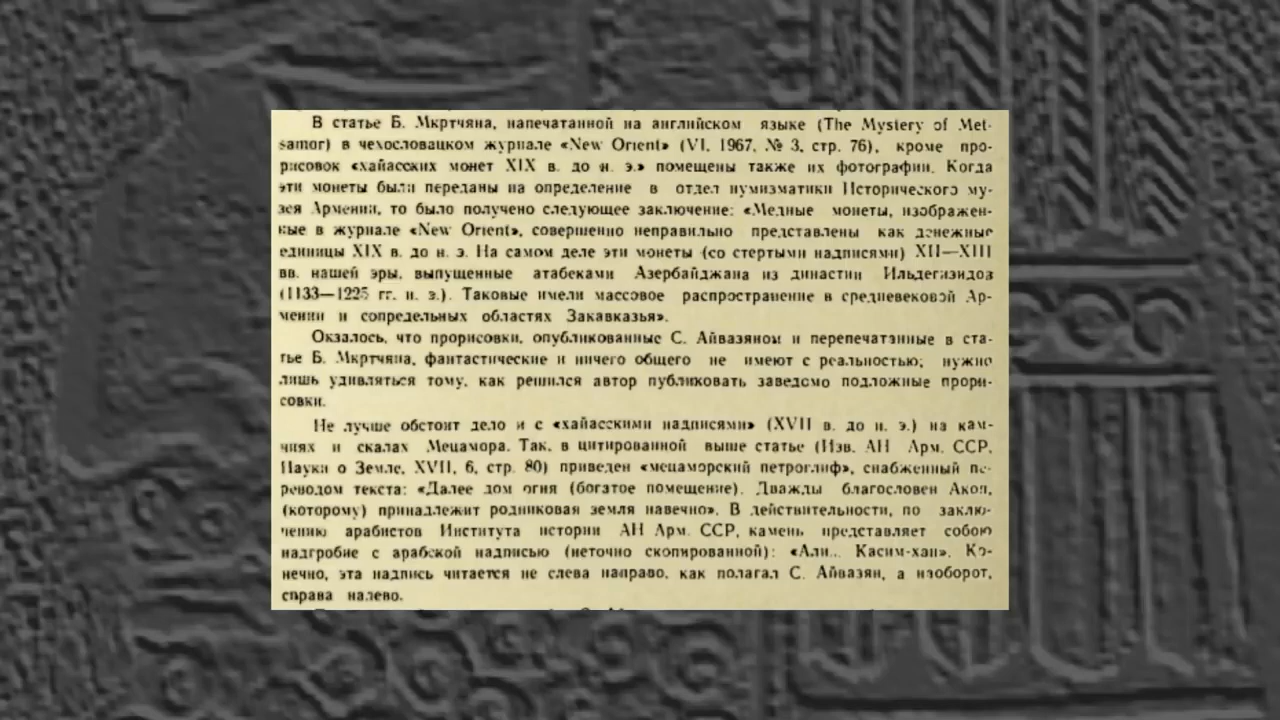 В статье Б. Мкртчяна, напечатанной на английском языке (The Mystery of Met-
samor) в чехословацком журнале «New Orient» (VI, 1967, № 3, стр. 76), кроме про-
рисовок «хайасских монет XIX в. до н. э.» помещены также их фотографии. Когда
эти монеты были переданы на определение в отдел нумизматики Исторического му-
зея Армении, то было получено следующее заключение: «Медные монеты, изображен-
ные в журнале «New Orient», совершенно неправильно представлены как денежные
единицы XIX в. до н. э. На самом деле эти монеты (со стертыми надписями) XII—XIII
вв. нашей эры, выпущенные атабеками Азербайджана из династии Ильдегизидов
(1133—1225 гг. н. э.). Таковые имели массовое распространение в средневековой Ар-
мении и сопредельных областях Закавказья».
Окзалось, что прорисовки, опубликованные С. Айвазяном и перепечатанные в ста-
тье Б. Мкртчяна, фантастические и ничего общего не имеют с реальностью; нужно
лишь удивляться тому, как решился автор публиковать заведомо подложные прори-
совки.
Не лучше обстоит дело и с «хайасскими надписями» (XVII в. до н. э.) на кам-
нях и скалах Мецамора. Так, в цитированной выше статье (Изв. АН Арм. ССР,
Науки о Земле, XVII, 6, стр. 80) приведен «мецаморский петроглиф», снабженный пе-
реводом текста: «Далее дом огня (богатое помещение). Дважды благословен Акоп,
(которому) принадлежит родниковая земля навечно». В действительности, по заклю-
чению арабистов Института истории АН Арм. ССР, камень представляет собою
надгробие с арабской надписью (неточно скопированной): «Али... Касим-хан». Ко-
нечно, эта надпись читается не слева направо, как полагал С. Айвазян, а наоборот,
справа налево.